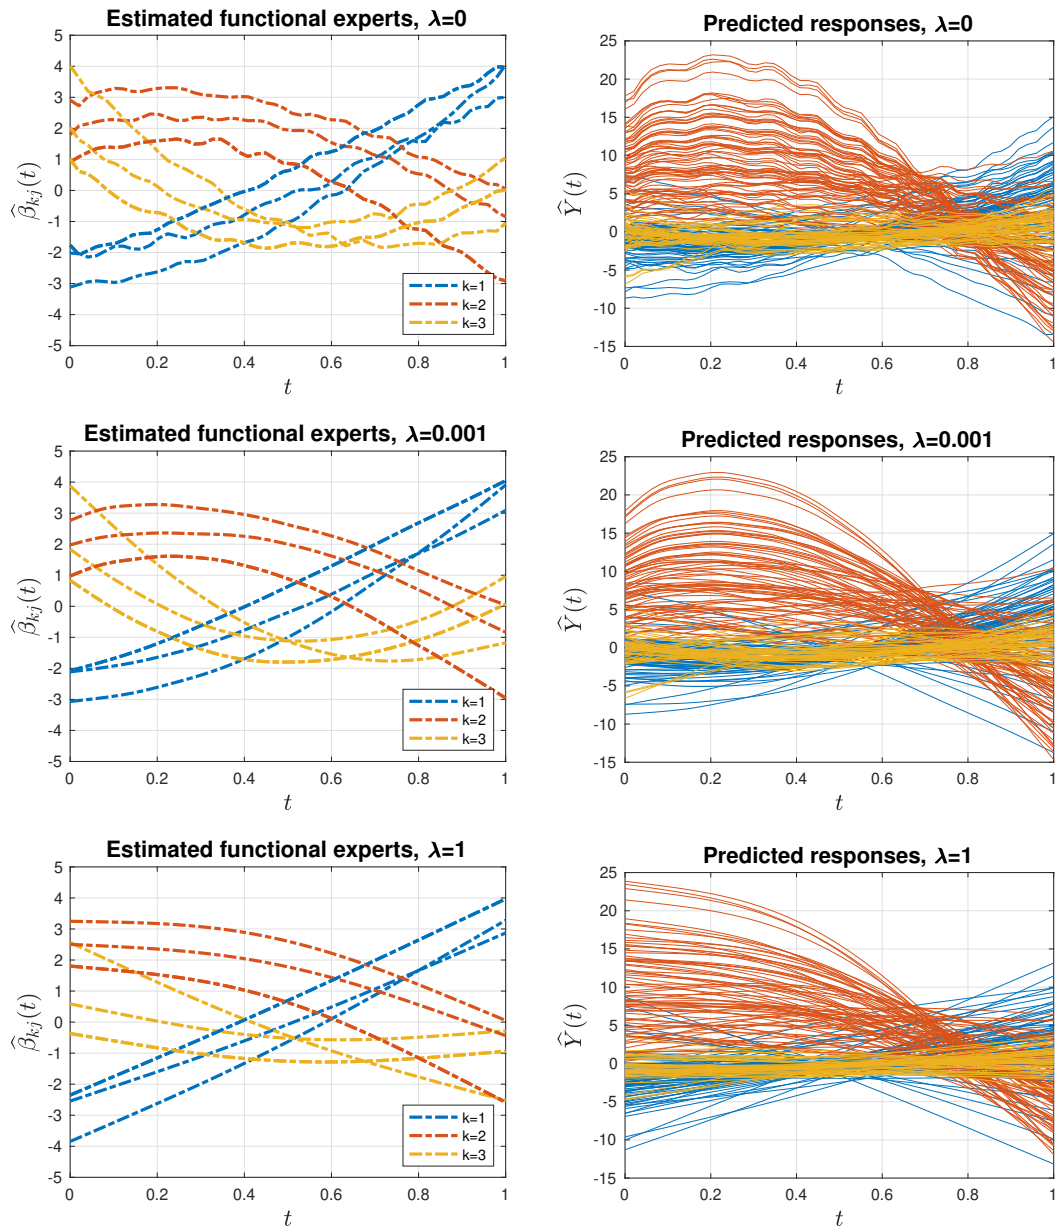 Estimated functional experts, λ=0
5
4
3
2
1
0
-1
-2
-3
-4
-5
β̂kj(t)
k=1
k=2
k=3
0 0.2 0.4 0.6 0.8 1
t
Predicted responses, λ=0
25
20
15
10
5
0
-5
-10
-15
Ŷ(t)
0 0.2 0.4 0.6 0.8 1
t
Estimated functional experts, λ=0.001
5
4
3
2
1
0
-1
-2
-3
-4
-5
β̂kj(t)
k=1
k=2
k=3
0 0.2 0.4 0.6 0.8 1
t
Predicted responses, λ=0.001
25
20
15
10
5
0
-5
-10
-15
Ŷ(t)
0 0.2 0.4 0.6 0.8 1
t
Estimated functional experts, λ=1
5
4
3
2
1
0
-1
-2
-3
-4
-5
β̂kj(t)
k=1
k=2
k=3
0 0.2 0.4 0.6 0.8 1
t
Predicted responses, λ=1
25
20
15
10
5
0
-5
-10
-15
Ŷ(t)
0 0.2 0.4 0.6 0.8 1
t